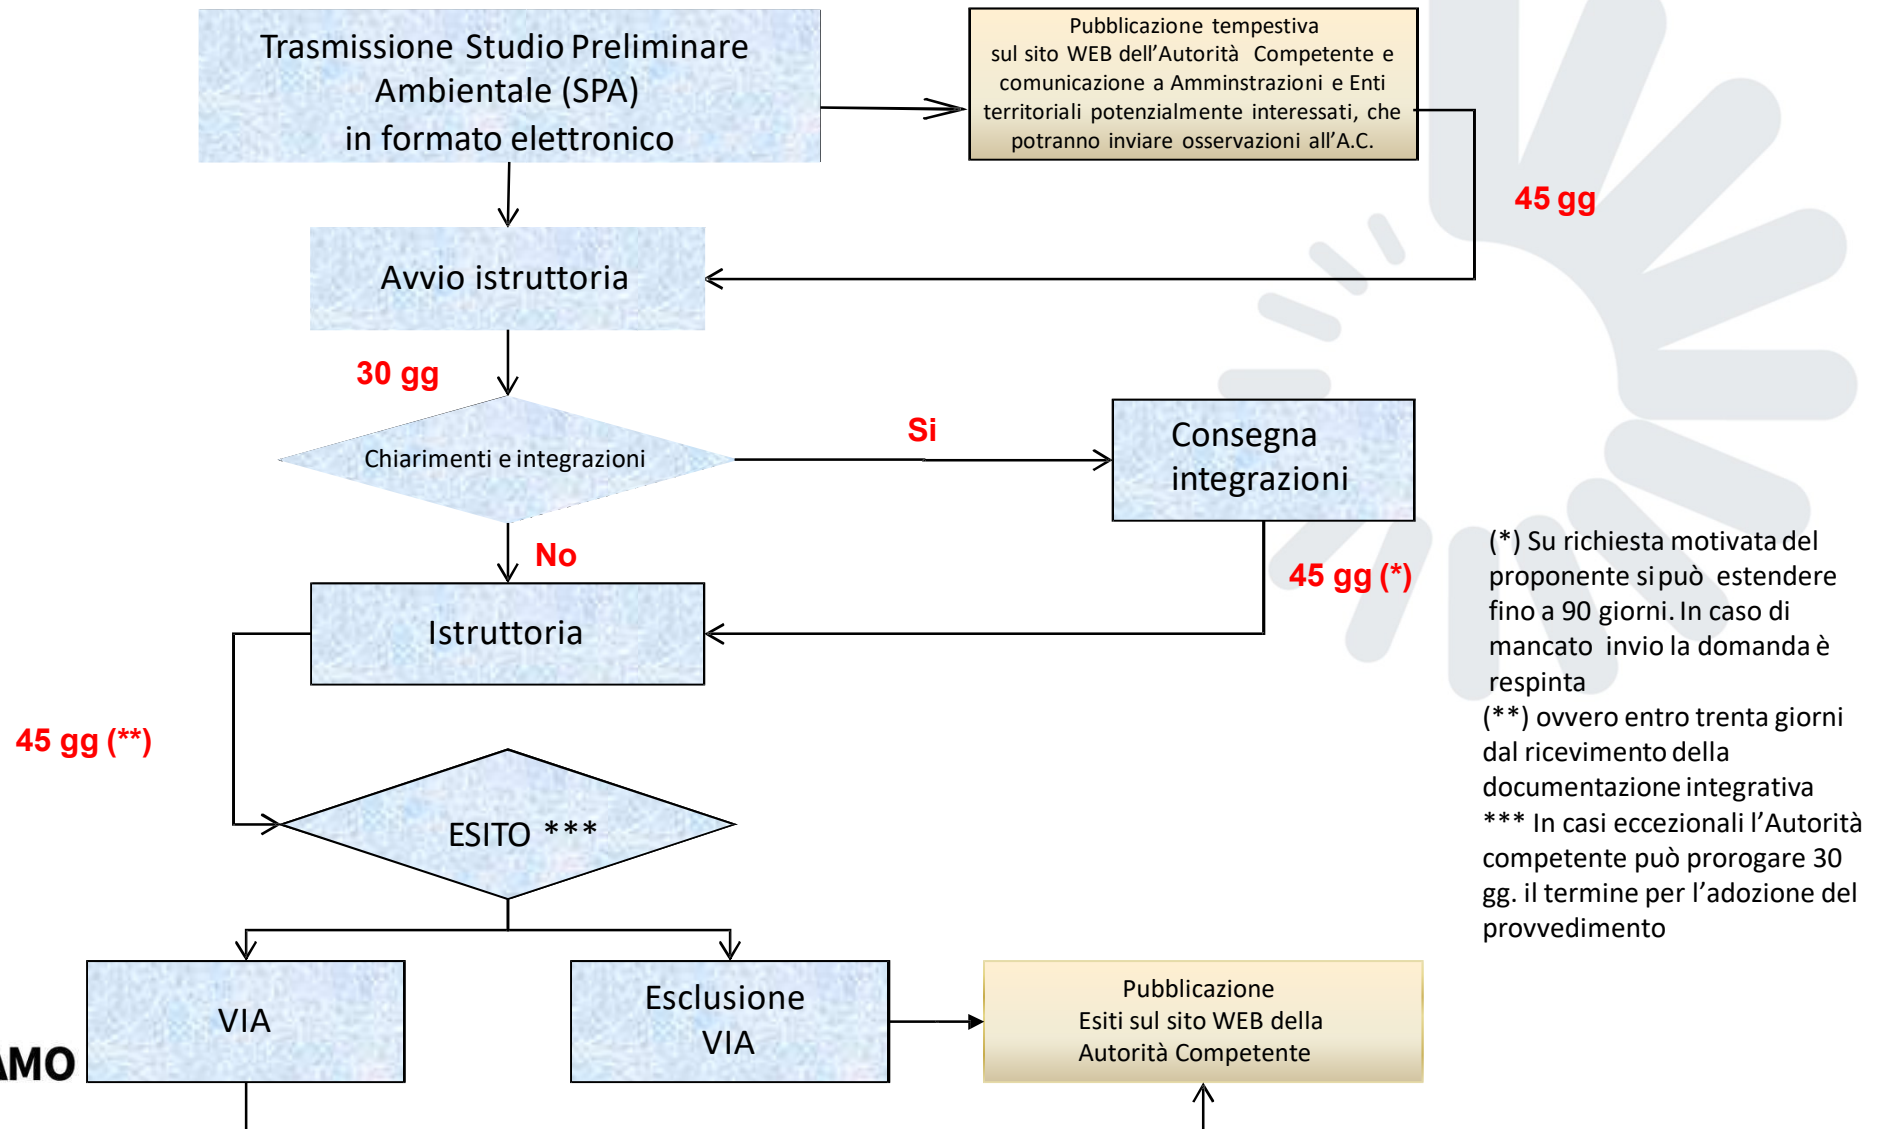 Trasmissione Studio Preliminare
Ambientale (SPA)
in formato elettronico
Pubblicazione tempestiva
sul sito WEB dell'Autorità Competente e
comunicazione a Amminstrazioni e Enti
territoriali potenzialmente interessati, che
potranno inviare osservazioni all'A.C.
45 gg
Avvio istruttoria
30 gg
Chiarimenti e integrazioni
Si
Consegna
integrazioni
No
45 gg (*)
Istruttoria
45 gg (**)
ESITO ***
(*) Su richiesta motivata del
proponente si può estendere
fino a 90 giorni. In caso di
mancato invio la domanda è
respinta
(**) ovvero entro trenta giorni
dal ricevimento della
documentazione integrativa
*** In casi eccezionali l'Autorità
competente può prorogare 30
gg. il termine per l'adozione del
provvedimento
VIA
Esclusione
VIA
Pubblicazione
Esiti sul sito WEB della
Autorità Competente
AMO